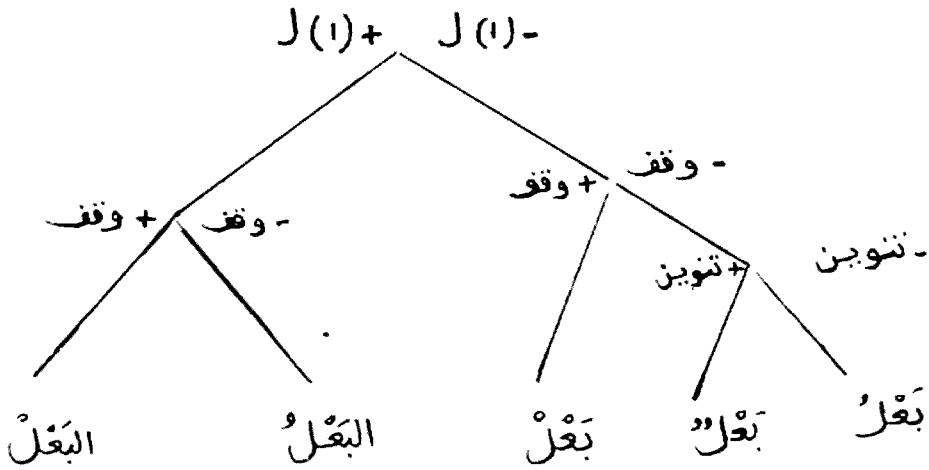 - (ا) ل + (ا) ل
- وقف + وقف
- وقف + وقف
- تنوين + تنوين
بَعْلُ بَعْلٌ بَعْلْ البَعْلُ البَعْلْ